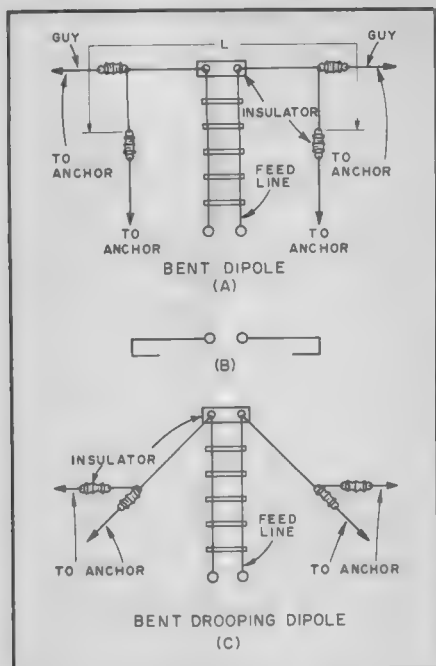 GUY
L
GUY
INSULATOR
TO
ANCHOR
TO
ANCHOR
FEED
LINE
TO
ANCHOR
TO
ANCHOR
BENT DIPOLE
(A)
(B)
INSULATOR
FEED
LINE
TO ANCHOR
TO ANCHOR
BENT DROOPING DIPOLE
(C)